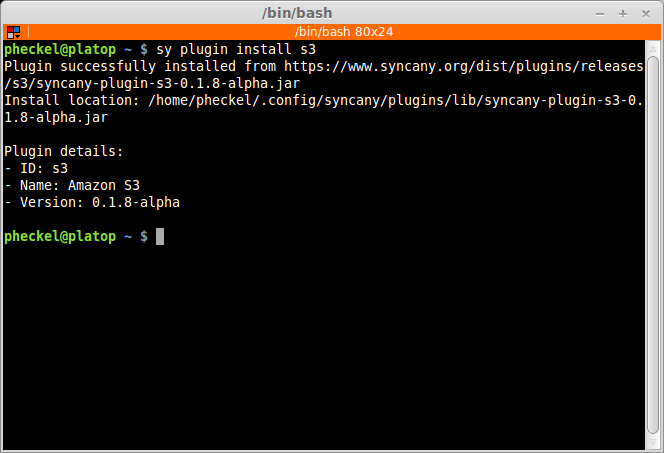 /bin/bash
/bin/bash 80x24
pheckel@platop ~ $ sy plugin install s3
Plugin successfully installed from https://www.syncany.org/dist/plugins/releases
/s3/syncany-plugin-s3-0.1.8-alpha.jar
Install location: /home/pheckel/.config/syncany/plugins/lib/syncany-plugin-s3-0.
1.8-alpha.jar

Plugin details:
- ID: s3
- Name: Amazon S3
- Version: 0.1.8-alpha

pheckel@platop ~ $